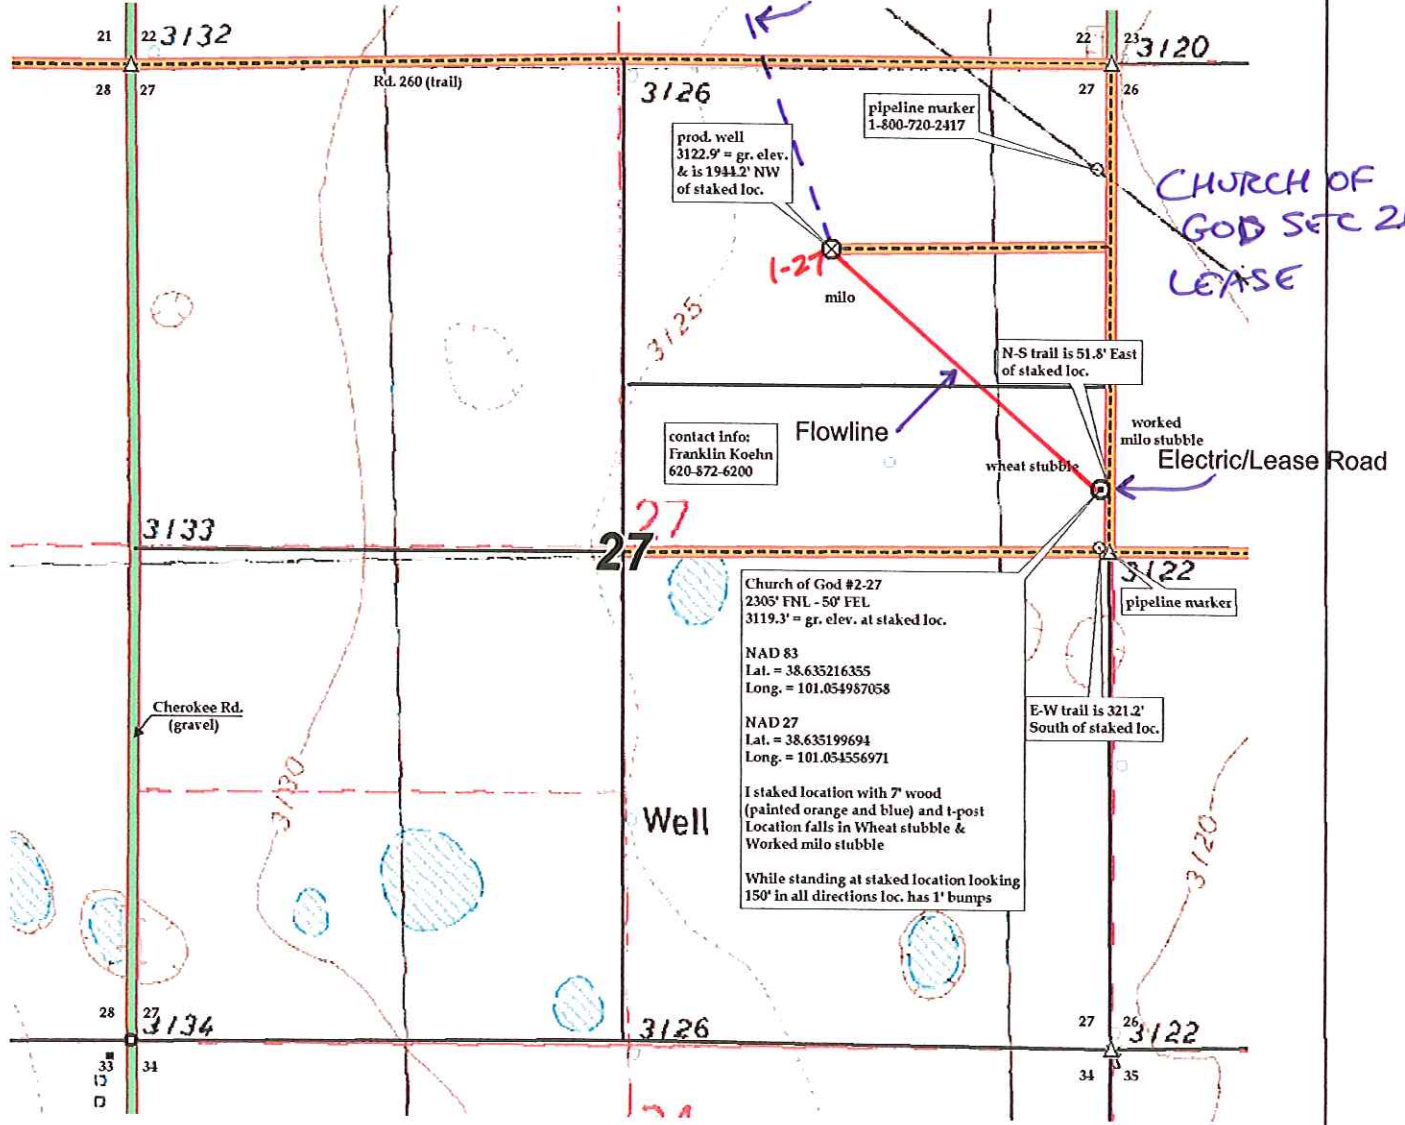 21 22 3132
28 27
Rd. 260 (trail)
3126
22 23 3120
27 26
pipeline marker
1-800-720-2417
prod. well
3122.9' = gr. elev.
& is 1944.2' NW
of staked loc.
CHURCH OF
GOD SEC
LEASE
1-27
milo
3125
N-S trail is 51.8' East
of staked loc.
contact info:
Franklin Koehn
620-872-6200
Flowline
worked
milo stubble
wheat stubble
Electric/Lease Road
3133
27
27
3122
pipeline marker
Church of God #2-27
2305' FNL - 50' FEL
3119.3' = gr. elev. at staked loc.
NAD 83
Lat. = 38.635216355
Long. = 101.054987058
NAD 27
Lat. = 38.635199694
Long. = 101.054556971
I staked location with 7' wood
(painted orange and blue) and t-post
Location falls in Wheat stubble &
Worked milo stubble
While standing at staked location looking
150' in all directions loc. has 1' bumps
E-W trail is 321.2'
South of staked loc.
Cherokee Rd.
(gravel)
3130
Well
3120
28 27
3134
33 34
3126
27 26
3122
34 35